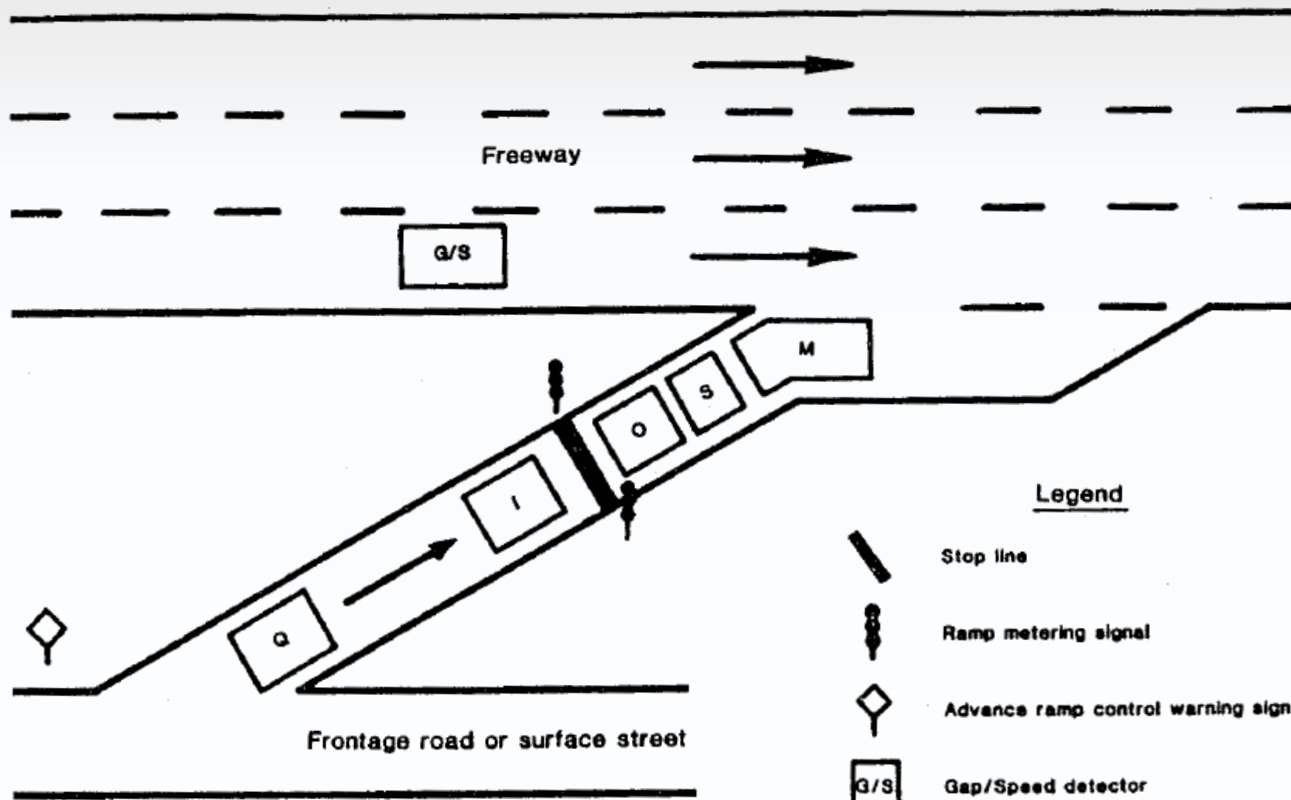 Freeway
G/S
M
S
O
I
Q
Legend
Stop line
Ramp metering signal
Advance ramp control warning sign
Frontage road or surface street
G/S Gap/Speed detector